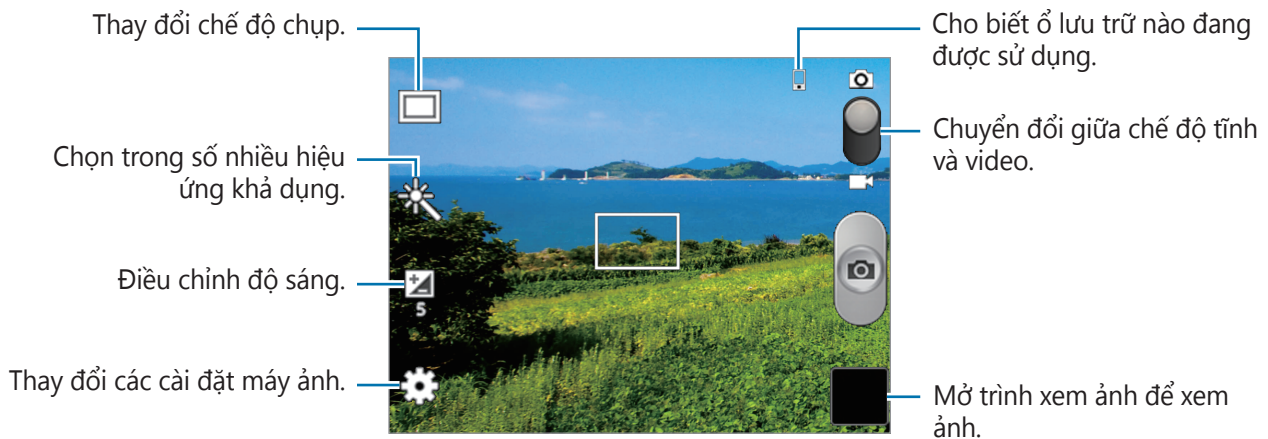 Thay đổi chế độ chụp.
Chọn trong số nhiều hiệu
ứng khả dụng.
Điều chỉnh độ sáng.
5
Thay đổi các cài đặt máy ảnh.
Cho biết ổ lưu trữ nào đang
được sử dụng.
Chuyển đổi giữa chế độ tĩnh
và video.
Mở trình xem ảnh để xem
ảnh.